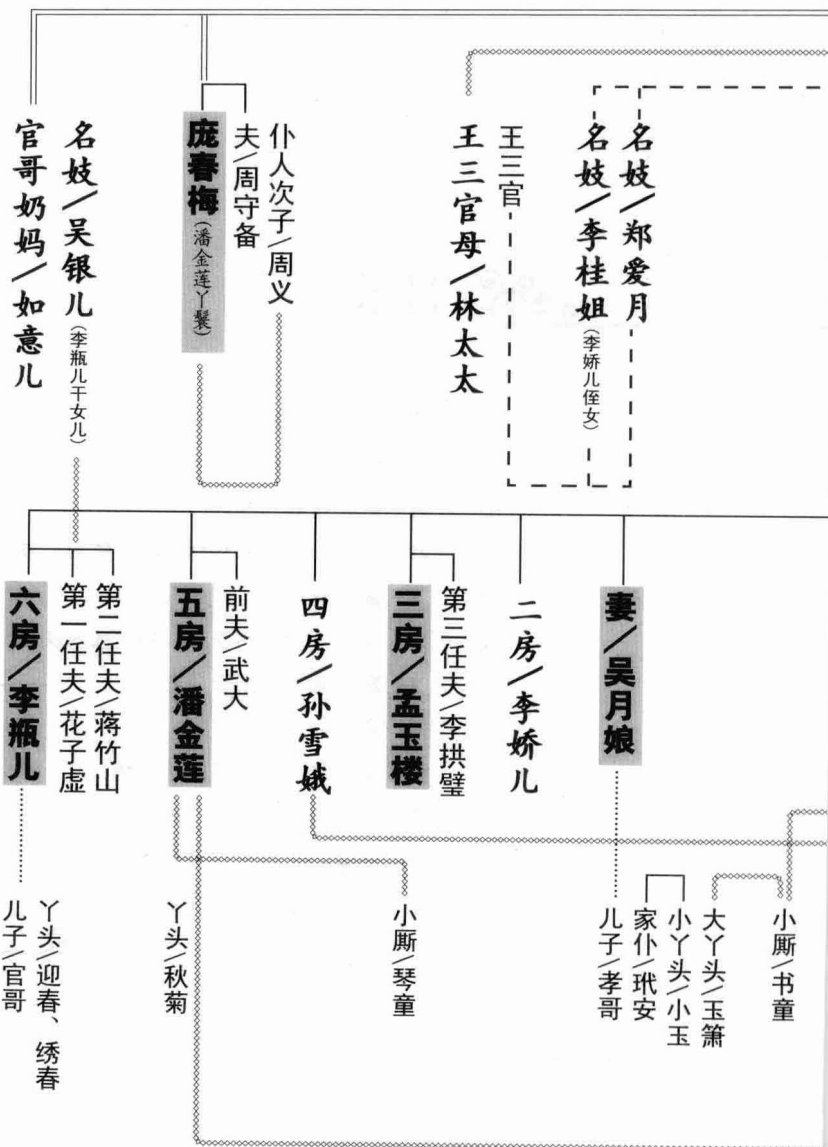 名妓/郑爱月
名妓/李桂姐(李娇儿侄女)
王三官
王三官母/林太太
仆人次子/周义
夫/周守备
庞春梅(潘金莲丫鬟)
名妓/吴银儿(李瓶儿干女儿)
官哥奶妈/如意儿
妻/吴月娘
二房/李娇儿
第三任夫/李拱璧
三房/孟玉楼
四房/孙雪娥
前夫/武大
五房/潘金莲
第二任夫/蒋竹山
第一任夫/花子虚
六房/李瓶儿
小厮/书童
大丫头/玉箫
小丫头/小玉
家仆/玳安
儿子/孝哥
小厮/琴童
丫头/秋菊
丫头/迎春、绣春
儿子/官哥